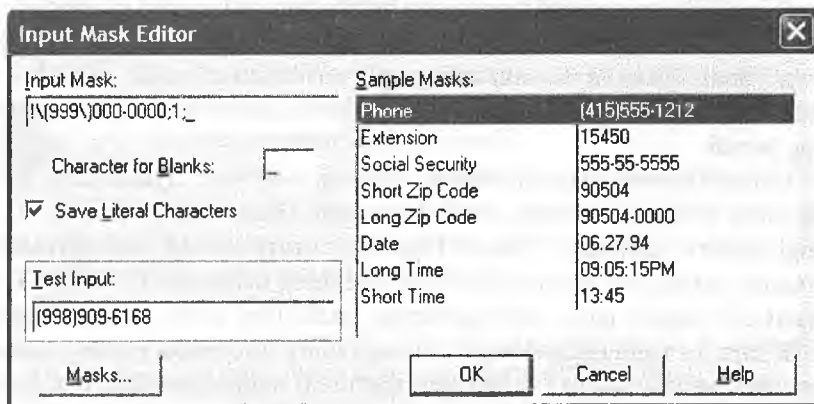 Input Mask Editor
Input Mask:
!\(999\)000-0000;1;_
Character for Blanks: _
Save Literal Characters
Test Input:
(998)909-6168
Masks...
Sample Masks:
Phone (415)555-1212
Extension 15450
Social Security 555-55-5555
Short Zip Code 90504
Long Zip Code 90504-0000
Date 06.27.94
Long Time 09:05:15PM
Short Time 13:45
OK Cancel Help